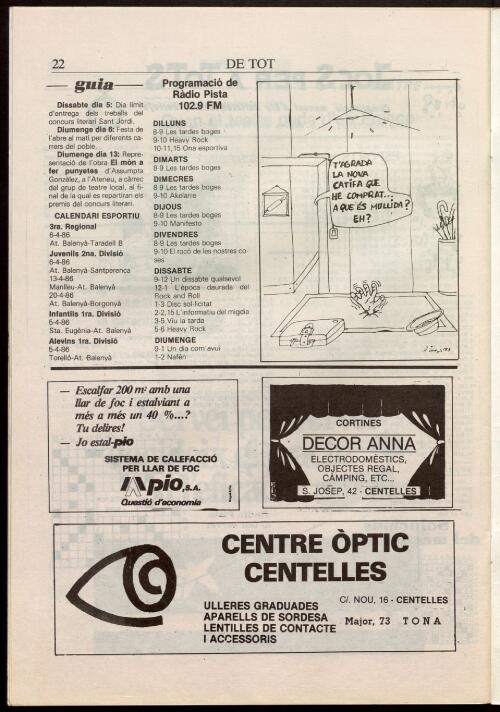 22
DE TOT
guia
Dissabte dia 5: Dia límit
d'entrega dels treballs del
concurs literari Sant Jordi.
Diumenge dia 6: Festa de
l'abre al matí per diferents ca-
rrers del poble.
Diumenge dia 13: Repre-
sentació de l'obra El món a
fer punyetes d'Assumpta
González, a l'Ateneu, a càrrec
del grup de teatre local, al fi-
nal de la qual es repartiran els
premis del concurs literari.
CALENDARI ESPORTIU
3ra. Regional
6-4-86
At. Balenyà-Taradell B
Juvenils 2na. Divisió
6-4-86
At. Balenyà-Santperenca
13-4-86
Manlleu-At. Balenyà
20-4-86
At. Balenyà-Borgonyà
Infantils 1ra. Divisió
5-4-86
Sta. Eugènia-At. Balenyà
Alevins 1ra. Divisió
5-4-86
Torelló-At. Balenyà
Programació de
Ràdio Pista
102.9 FM
DILLUNS
8-9 Les tardes boges
9-10 Heavy Rock
10-11,15 Ona esportiva
DIMARTS
8-9 Les tardes boges
DIMECRES
8-9 Les tardes boges
9-10 Akelarre
DIJOUS
8-9 Les tardes boges
9-10 Manifesto
DIVENDRES
8-9 Les tardes boges
9-10 El racó de les nostres co-
ses
DISSABTE
9-12 Un dissabte qualsevol
12-1 L'època daurada del
Rock and Roll
1-3 Disc sol·licitat
2-2,15 L'informatiu del migdia
3-5 Viu la tarda
5-6 Heavy Rock
DIUMENGE
9-1 Un dia com avui
1-2 Nafèn
T'AGRADA
LA NOVA
CATIFA QUE
HE COMPRAT...
A QUE ÉS MULLIDA?
EH?
— Escalfar 200 m² amb una
llar de foc i estalviant a
més a més un 40 %...?
Tu delires!
— Jo estal-pio
SISTEMA DE CALEFACCIÓ
PER LLAR DE FOC
pio, S.A.
Qüestió d'economia
CORTINES
DECOR ANNA
ELECTRODOMÈSTICS,
OBJECTES REGAL,
CÀMPING, ETC...
S. JOSEP, 42 - CENTELLES
CENTRE ÒPTIC
CENTELLES
ULLERES GRADUADES
APARELLS DE SORDESA
LENTILLES DE CONTACTE
I ACCESSORIS
C/. NOU, 16 - CENTELLES
Major, 73 TONA